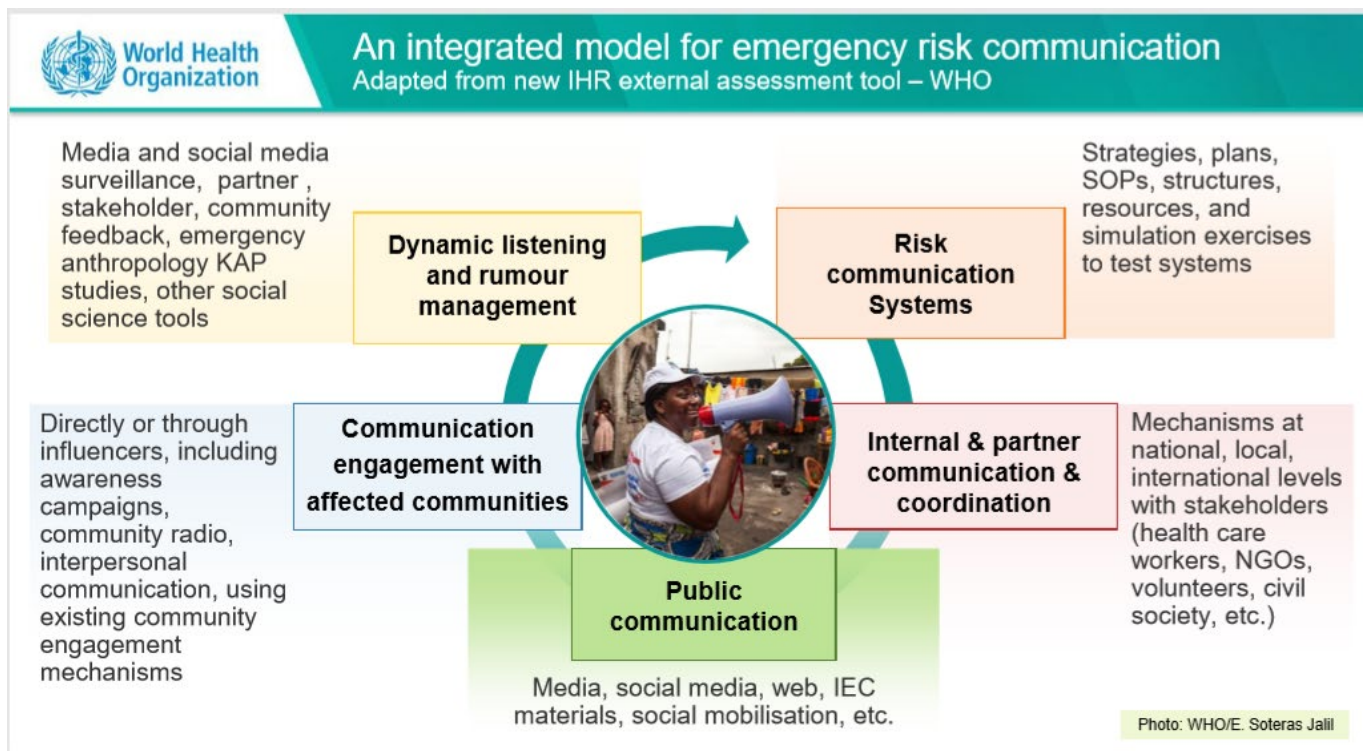 World Health
Organization
An integrated model for emergency risk communication
Adapted from new IHR external assessment tool – WHO
Media and social media
surveillance, partner ,
stakeholder, community
feedback, emergency
anthropology KAP
studies, other social
science tools
Dynamic listening
and rumour
management
Risk
communication
Systems
Strategies, plans,
SOPs, structures,
resources, and
simulation exercises
to test systems
Directly or through
influencers, including
awareness
campaigns,
community radio,
interpersonal
communication, using
existing community
engagement
mechanisms
Communication
engagement with
affected communities
Internal & partner
communication &
coordination
Mechanisms at
national, local,
international levels
with stakeholders
(health care
workers, NGOs,
volunteers, civil
society, etc.)
Public
communication
Media, social media, web, IEC
materials, social mobilisation, etc.
Photo: WHO/E. Soteras Jalil